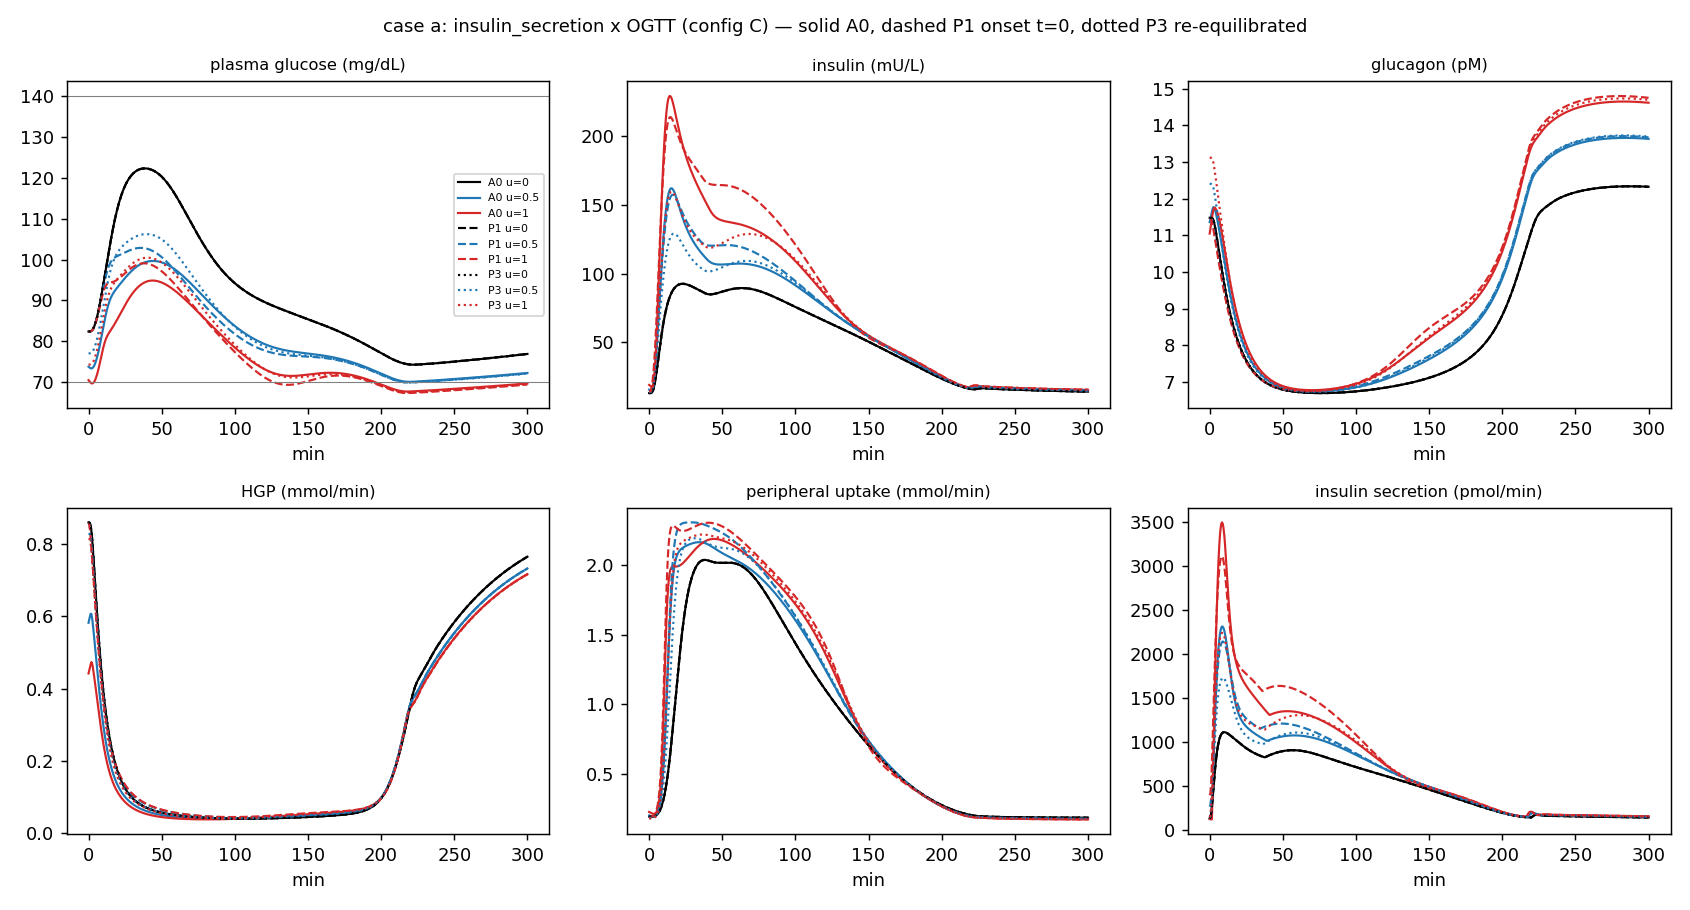 case a: insulin_secretion x OGTT (config C) — solid A0, dashed P1 onset t=0, dotted P3 re-equilibrated
plasma glucose (mg/dL)
140
130
120
110
100
90
80
70
0 50 100 150 200 250 300
min
A0 u=0
A0 u=0.5
A0 u=1
P1 u=0
P1 u=0.5
P1 u=1
P3 u=0
P3 u=0.5
P3 u=1
insulin (mU/L)
200
150
100
50
0 50 100 150 200 250 300
min
glucagon (pM)
15
14
13
12
11
10
9
8
7
0 50 100 150 200 250 300
min
HGP (mmol/min)
0.8
0.6
0.4
0.2
0.0
0 50 100 150 200 250 300
min
peripheral uptake (mmol/min)
2.0
1.5
1.0
0.5
0 50 100 150 200 250 300
min
insulin secretion (pmol/min)
3500
3000
2500
2000
1500
1000
500
0
0 50 100 150 200 250 300
min